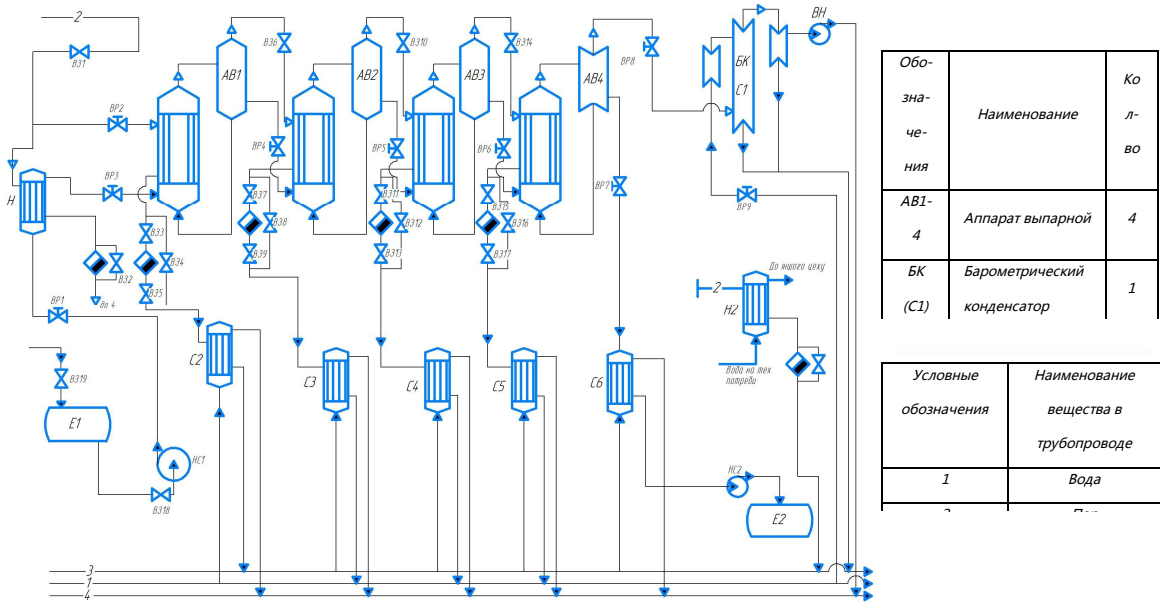 2
ВЗ1
ВР2
ВР3
Н
ВЗ2
до 4
ВР1
ВЗ3
ВЗ4
ВЗ5
ВЗ19
Е1
НС1
ВЗ18
АВ1
ВЗ6
ВР4
ВЗ7
ВЗ8
ВЗ9
С2
С3
АВ2
ВЗ10
ВР5
ВЗ11
ВЗ12
ВЗ13
С4
АВ3
ВЗ14
ВР6
ВЗ15
ВЗ16
ВЗ17
С5
АВ4
ВР7
С6
ВР8
БК
С1
ВН
ВР9
До іншого цеху
2
Н2
Вода на тех
потреби
НС2
Е2
3
1
4
Обо-
зна-
че-
ния
Наименование
Ко
л-
во
АВ1-
4
Аппарат выпарной
4
БК
(С1)
Барометрический
конденсатор
1
Условные
обозначения
Наименование
вещества в
трубопроводе
1
Вода